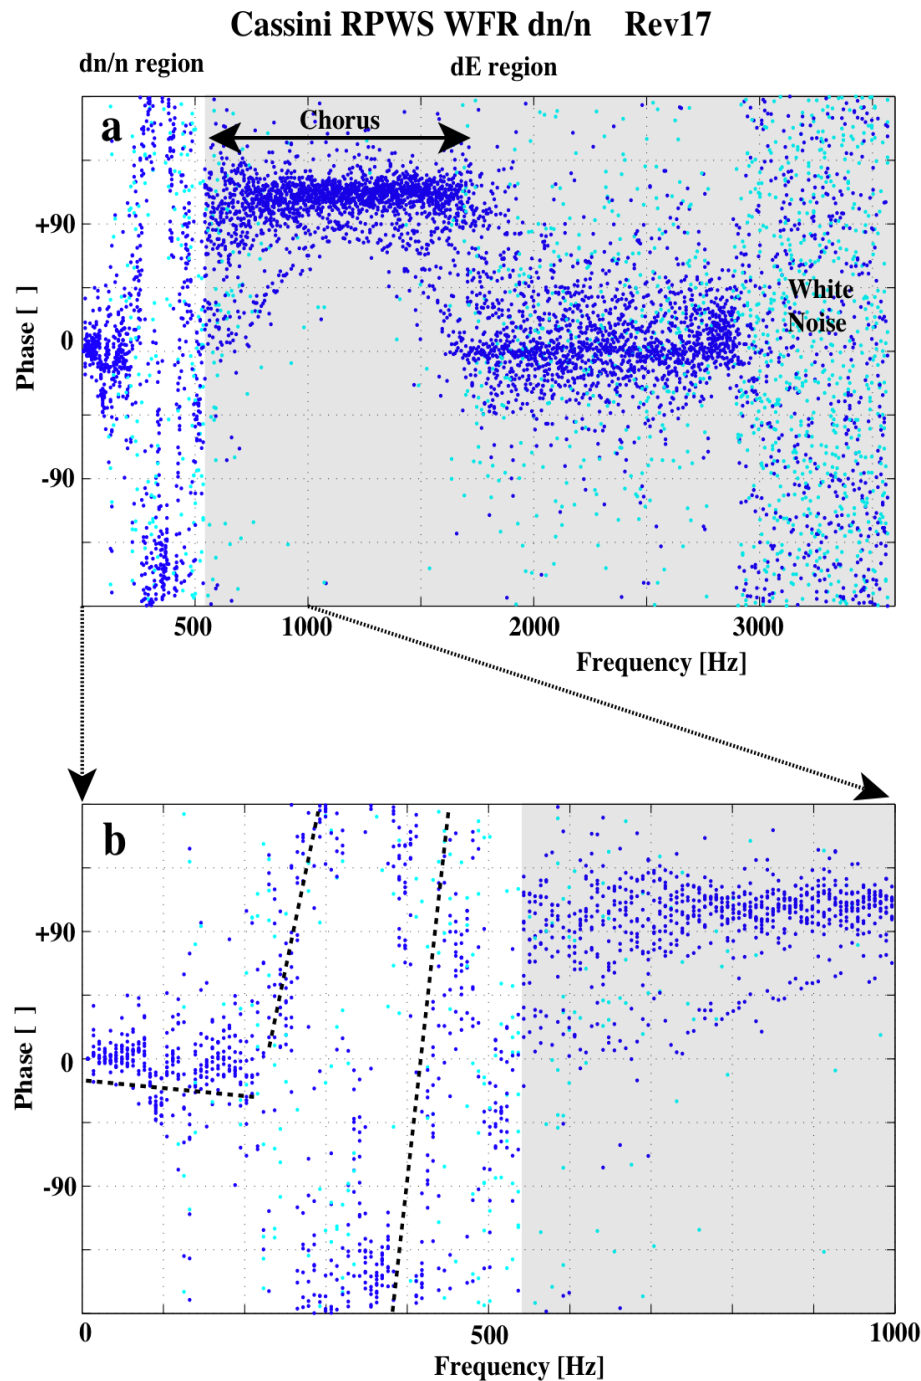 Cassini RPWS WFR dn/n Rev17
dn/n region
dE region
a
Chorus
+90
0
-90
Phase [ ]
White
Noise
500
1000
2000
3000
Frequency [Hz]
b
+90
0
-90
Phase [ ]
0
500
1000
Frequency [Hz]